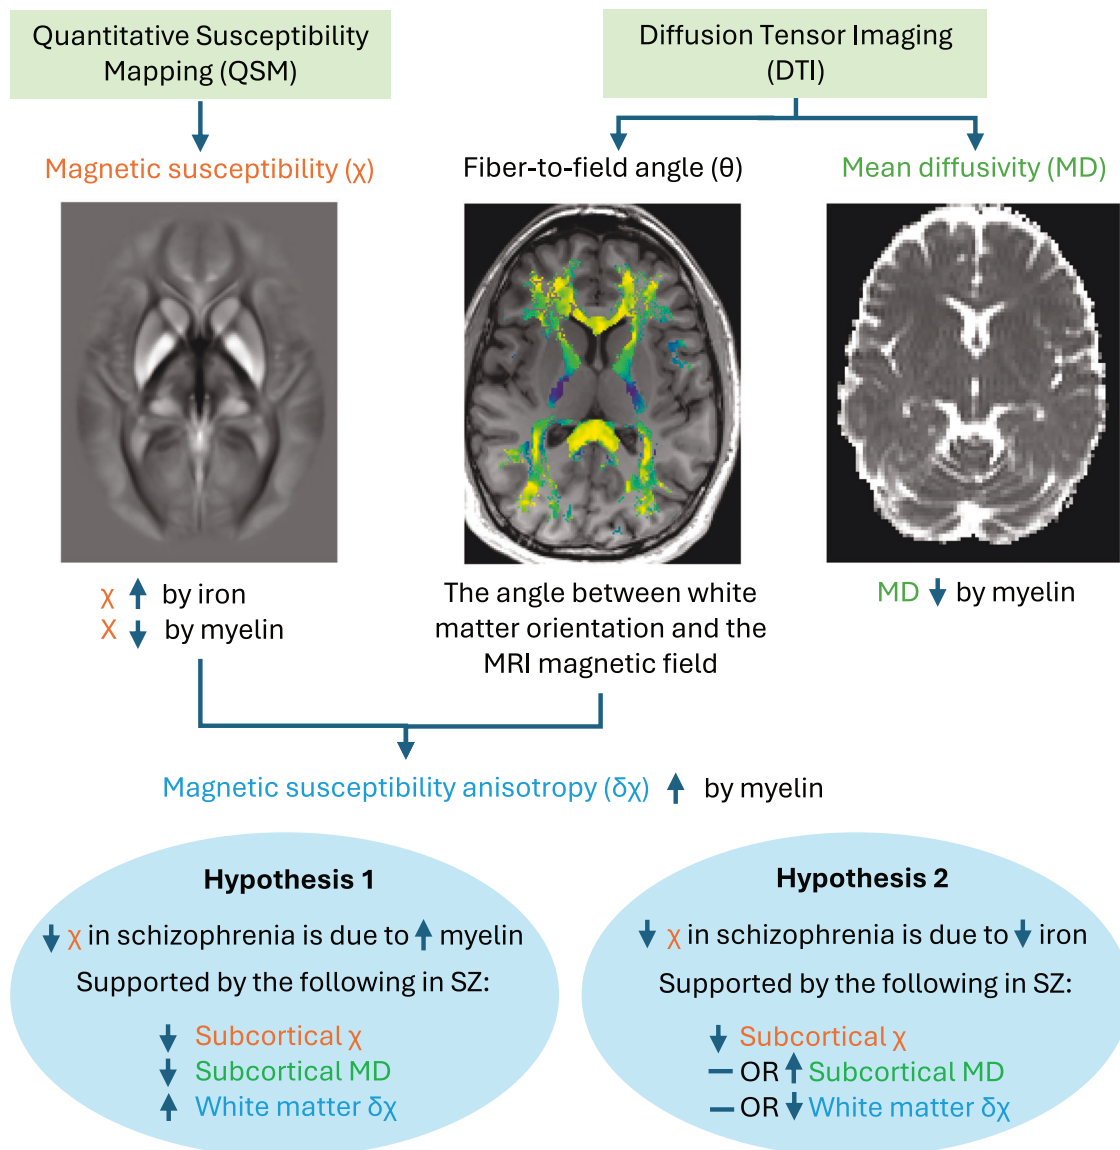 Quantitative Susceptibility
Mapping (QSM)
Diffusion Tensor Imaging
(DTI)
Magnetic susceptibility (χ)
Fiber-to-field angle (θ)
Mean diffusivity (MD)
χ ↑ by iron
χ ↓ by myelin
The angle between white
matter orientation and the
MRI magnetic field
MD ↓ by myelin
Magnetic susceptibility anisotropy (δχ) ↑ by myelin
Hypothesis 1
↓ χ in schizophrenia is due to ↑ myelin
Supported by the following in SZ:
↓ Subcortical χ
↓ Subcortical MD
↑ White matter δχ
Hypothesis 2
↓ χ in schizophrenia is due to ↓ iron
Supported by the following in SZ:
↓ Subcortical χ
— OR ↑ Subcortical MD
— OR ↓ White matter δχ